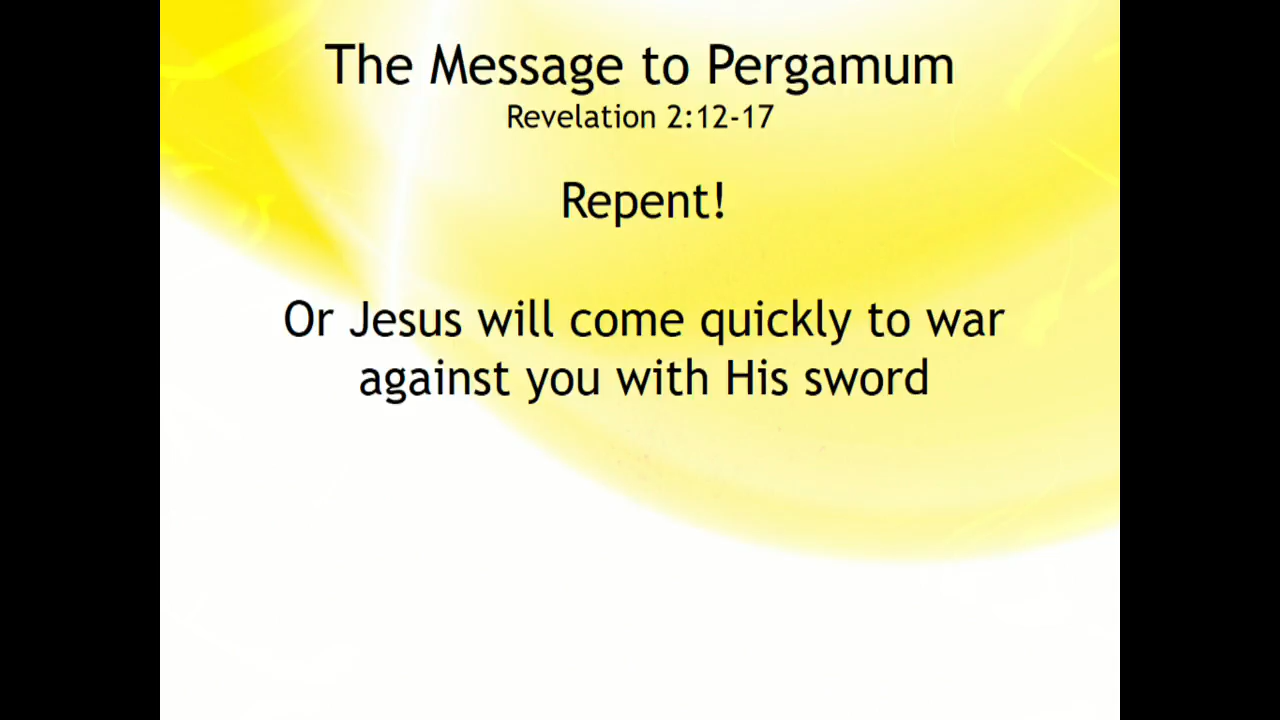 The Message to Pergamum
Revelation 2:12-17
Repent!
Or Jesus will come quickly to war
against you with His sword